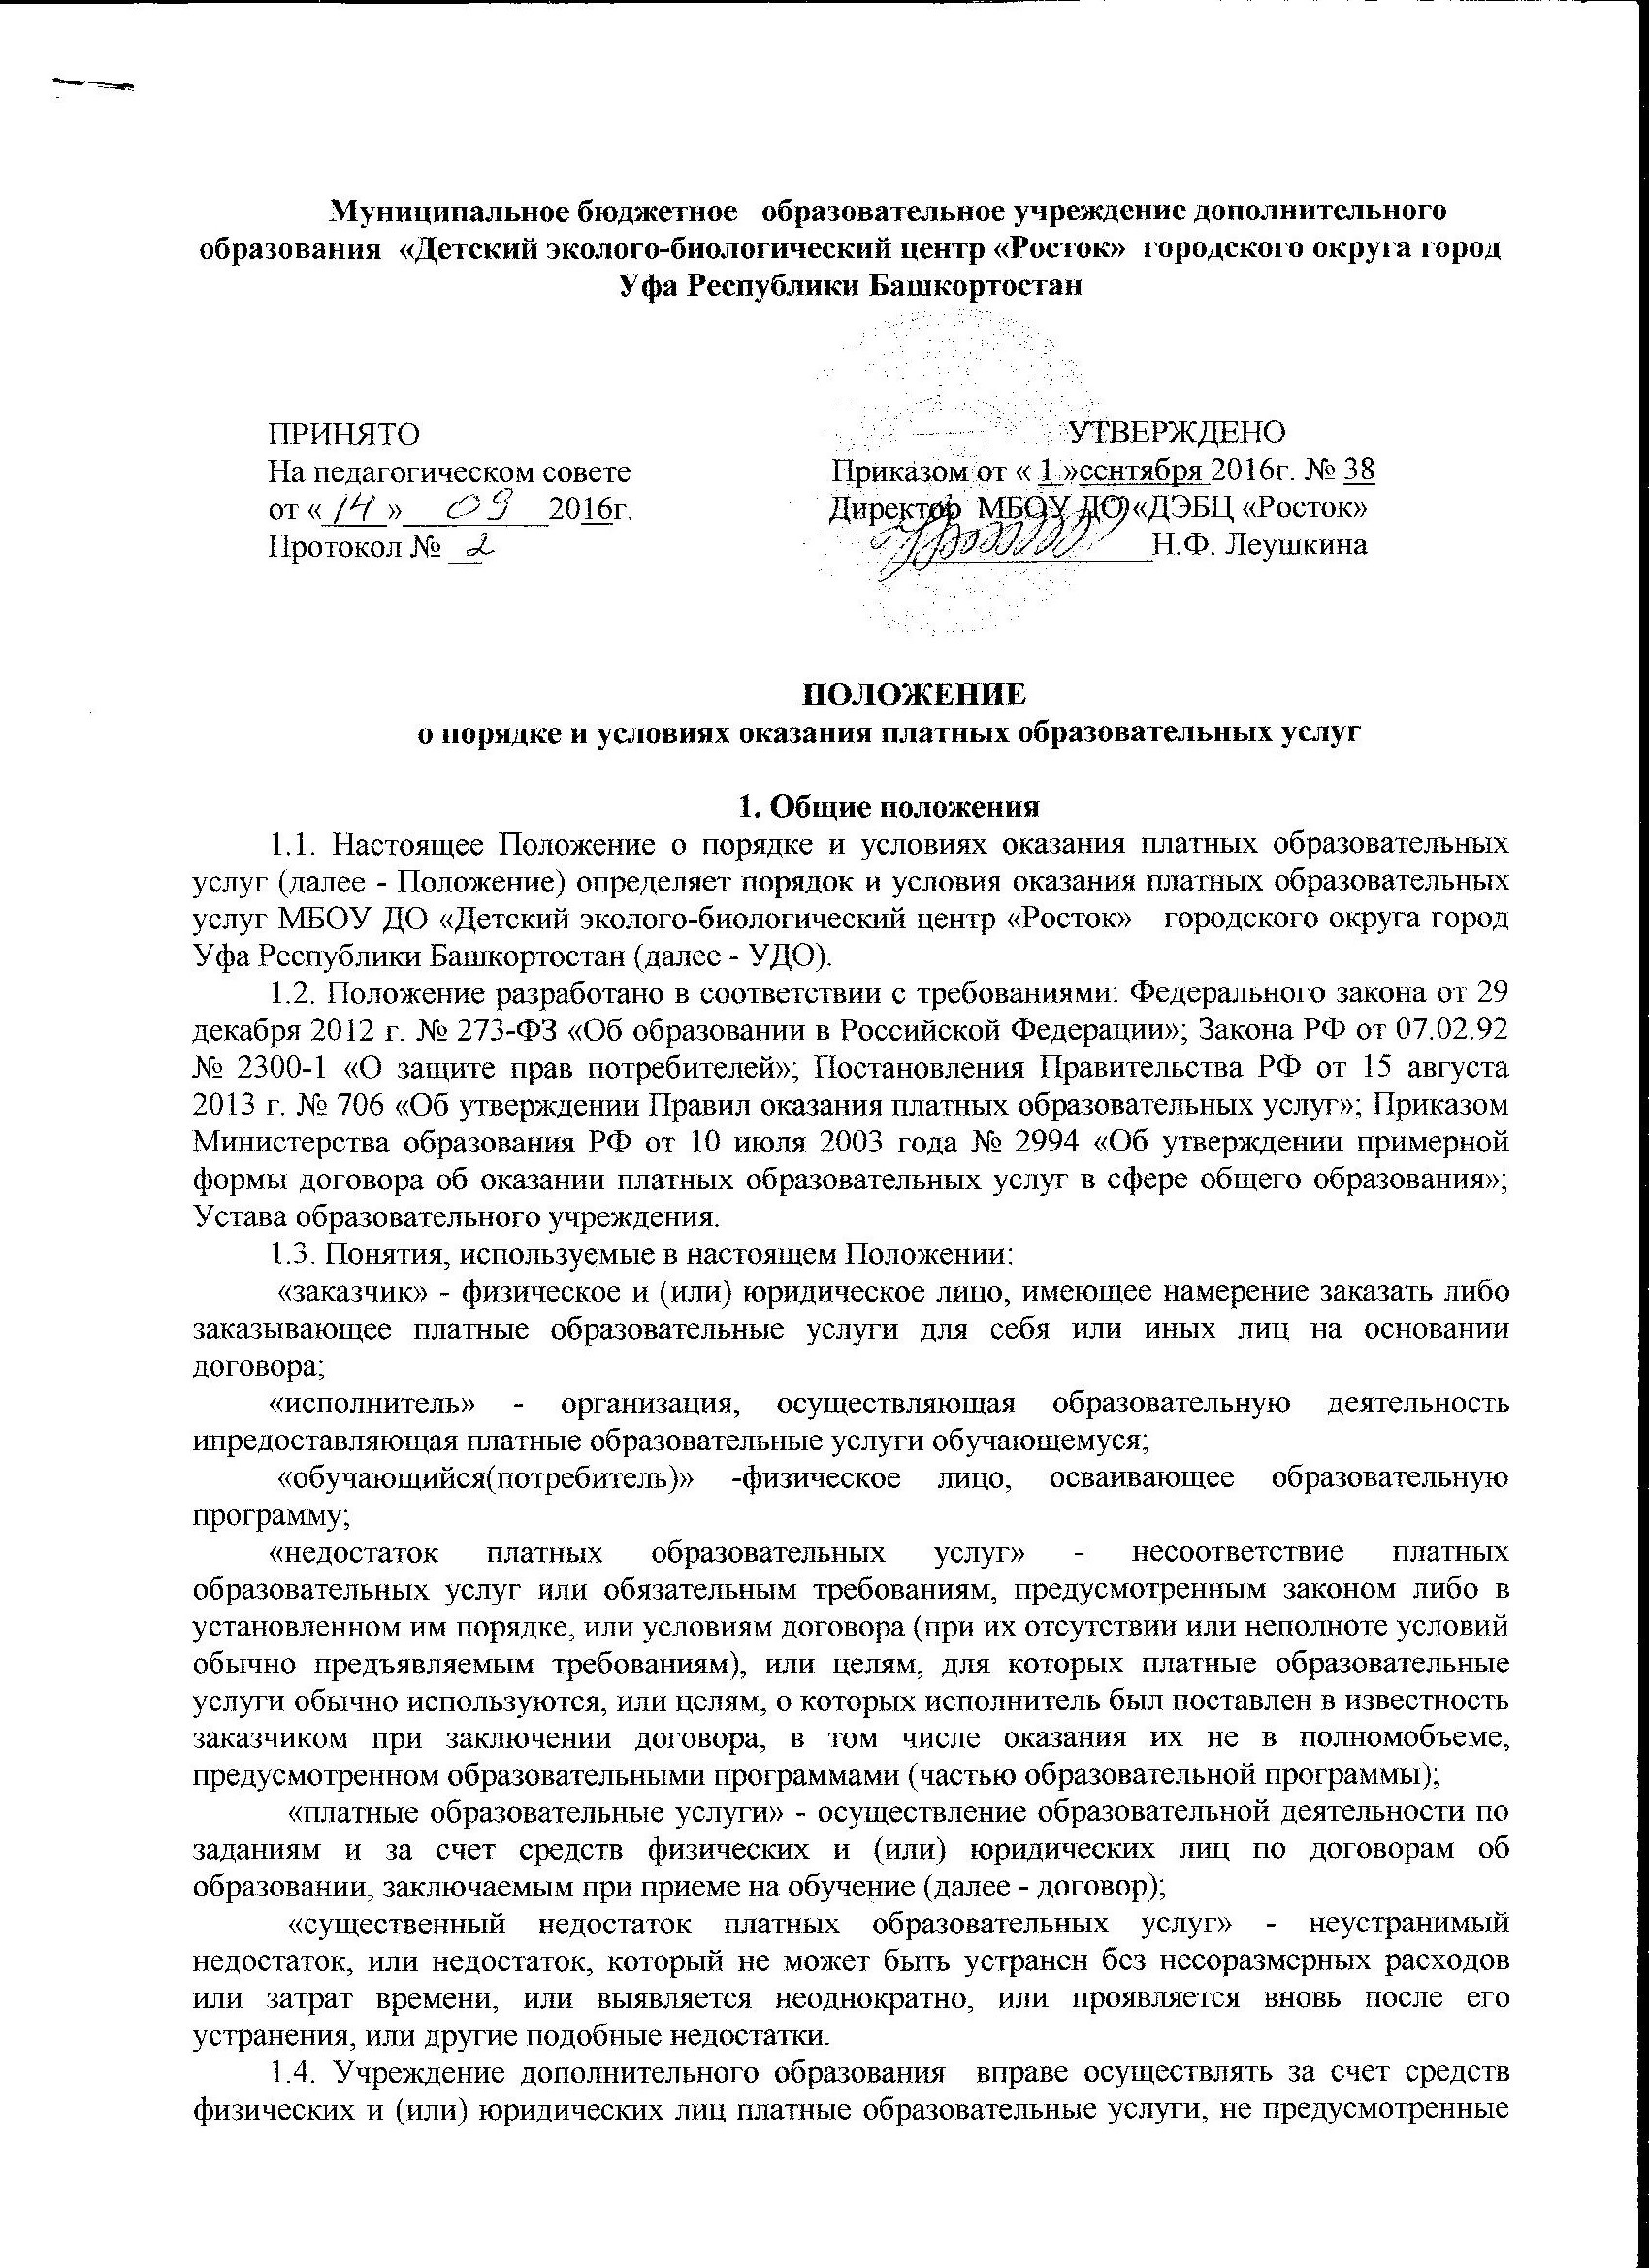 Муниципальное бюджетное образовательное учреждение дополнительного
образования «Детский эколого-биологический центр «Росток» городского округа город
Уфа Республики Башкортостан
ПРИНЯТО
На педагогическом совете
от « 14 » 09 2016г.
Протокол № 2
УТВЕРЖДЕНО
Приказом от « 1 »сентября 2016г. № 38
Директор МБОУ ДО «ДЭБЦ «Росток»
Н.Ф. Леушкина
ПОЛОЖЕНИЕ
о порядке и условиях оказания платных образовательных услуг
1. Общие положения
1.1. Настоящее Положение о порядке и условиях оказания платных образовательных
услуг (далее - Положение) определяет порядок и условия оказания платных образовательных
услуг МБОУ ДО «Детский эколого-биологический центр «Росток» городского округа город
Уфа Республики Башкортостан (далее - УДО).
1.2. Положение разработано в соответствии с требованиями: Федерального закона от 29
декабря 2012 г. № 273-ФЗ «Об образовании в Российской Федерации»; Закона РФ от 07.02.92
№ 2300-1 «О защите прав потребителей»; Постановления Правительства РФ от 15 августа
2013 г. № 706 «Об утверждении Правил оказания платных образовательных услуг»; Приказом
Министерства образования РФ от 10 июля 2003 года № 2994 «Об утверждении примерной
формы договора об оказании платных образовательных услуг в сфере общего образования»;
Устава образовательного учреждения.
1.3. Понятия, используемые в настоящем Положении:
«заказчик» - физическое и (или) юридическое лицо, имеющее намерение заказать либо
заказывающее платные образовательные услуги для себя или иных лиц на основании
договора;
«исполнитель» - организация, осуществляющая образовательную деятельность
ипредоставляющая платные образовательные услуги обучающемуся;
«обучающийся(потребитель)» -физическое лицо, осваивающее образовательную
программу;
«недостаток платных образовательных услуг» - несоответствие платных
образовательных услуг или обязательным требованиям, предусмотренным законом либо в
установленном им порядке, или условиям договора (при их отсутствии или неполноте условий
обычно предъявляемым требованиям), или целям, для которых платные образовательные
услуги обычно используются, или целям, о которых исполнитель был поставлен в известность
заказчиком при заключении договора, в том числе оказания их не в полномобъеме,
предусмотренном образовательными программами (частью образовательной программы);
«платные образовательные услуги» - осуществление образовательной деятельности по
заданиям и за счет средств физических и (или) юридических лиц по договорам об
образовании, заключаемым при приеме на обучение (далее - договор);
«существенный недостаток платных образовательных услуг» - неустранимый
недостаток, или недостаток, который не может быть устранен без несоразмерных расходов
или затрат времени, или выявляется неоднократно, или проявляется вновь после его
устранения, или другие подобные недостатки.
1.4. Учреждение дополнительного образования вправе осуществлять за счет средств
физических и (или) юридических лиц платные образовательные услуги, не предусмотренные